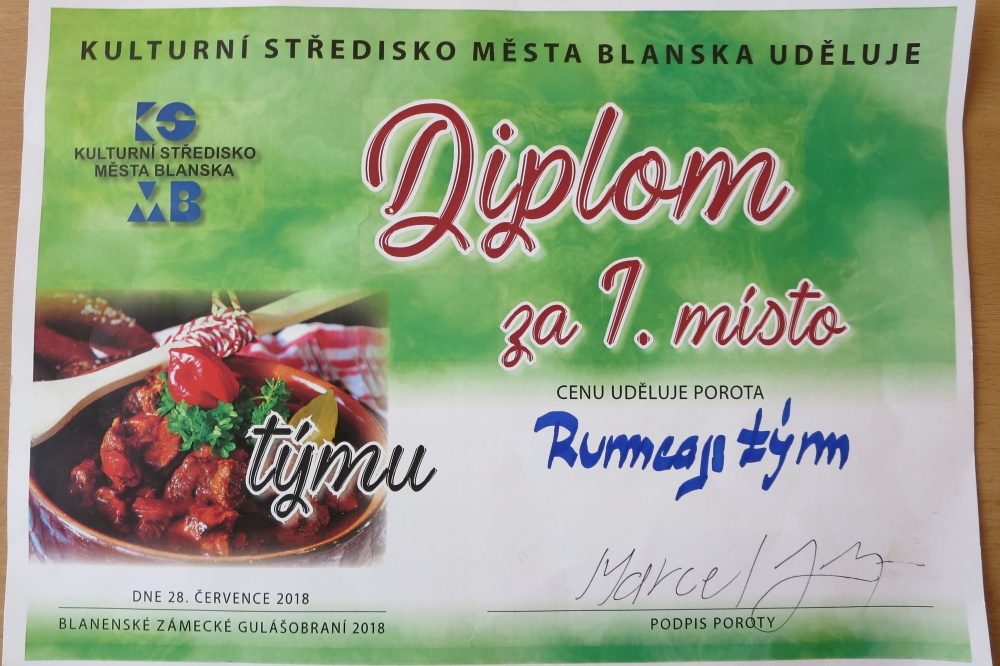 KULTURNÍ STŘEDISKO MĚSTA BLANSKA UDĚLUJE
KS
KULTURNÍ STŘEDISKO
MĚSTA BLANSKA
MB
Diplom
za 1. místo
CENU UDĚLUJE POROTA
týmu
Rumcajs tým
Marcel
DNE 28. ČERVENCE 2018
BLANENSKÉ ZÁMECKÉ GULÁŠOBRANÍ 2018
PODPIS POROTY